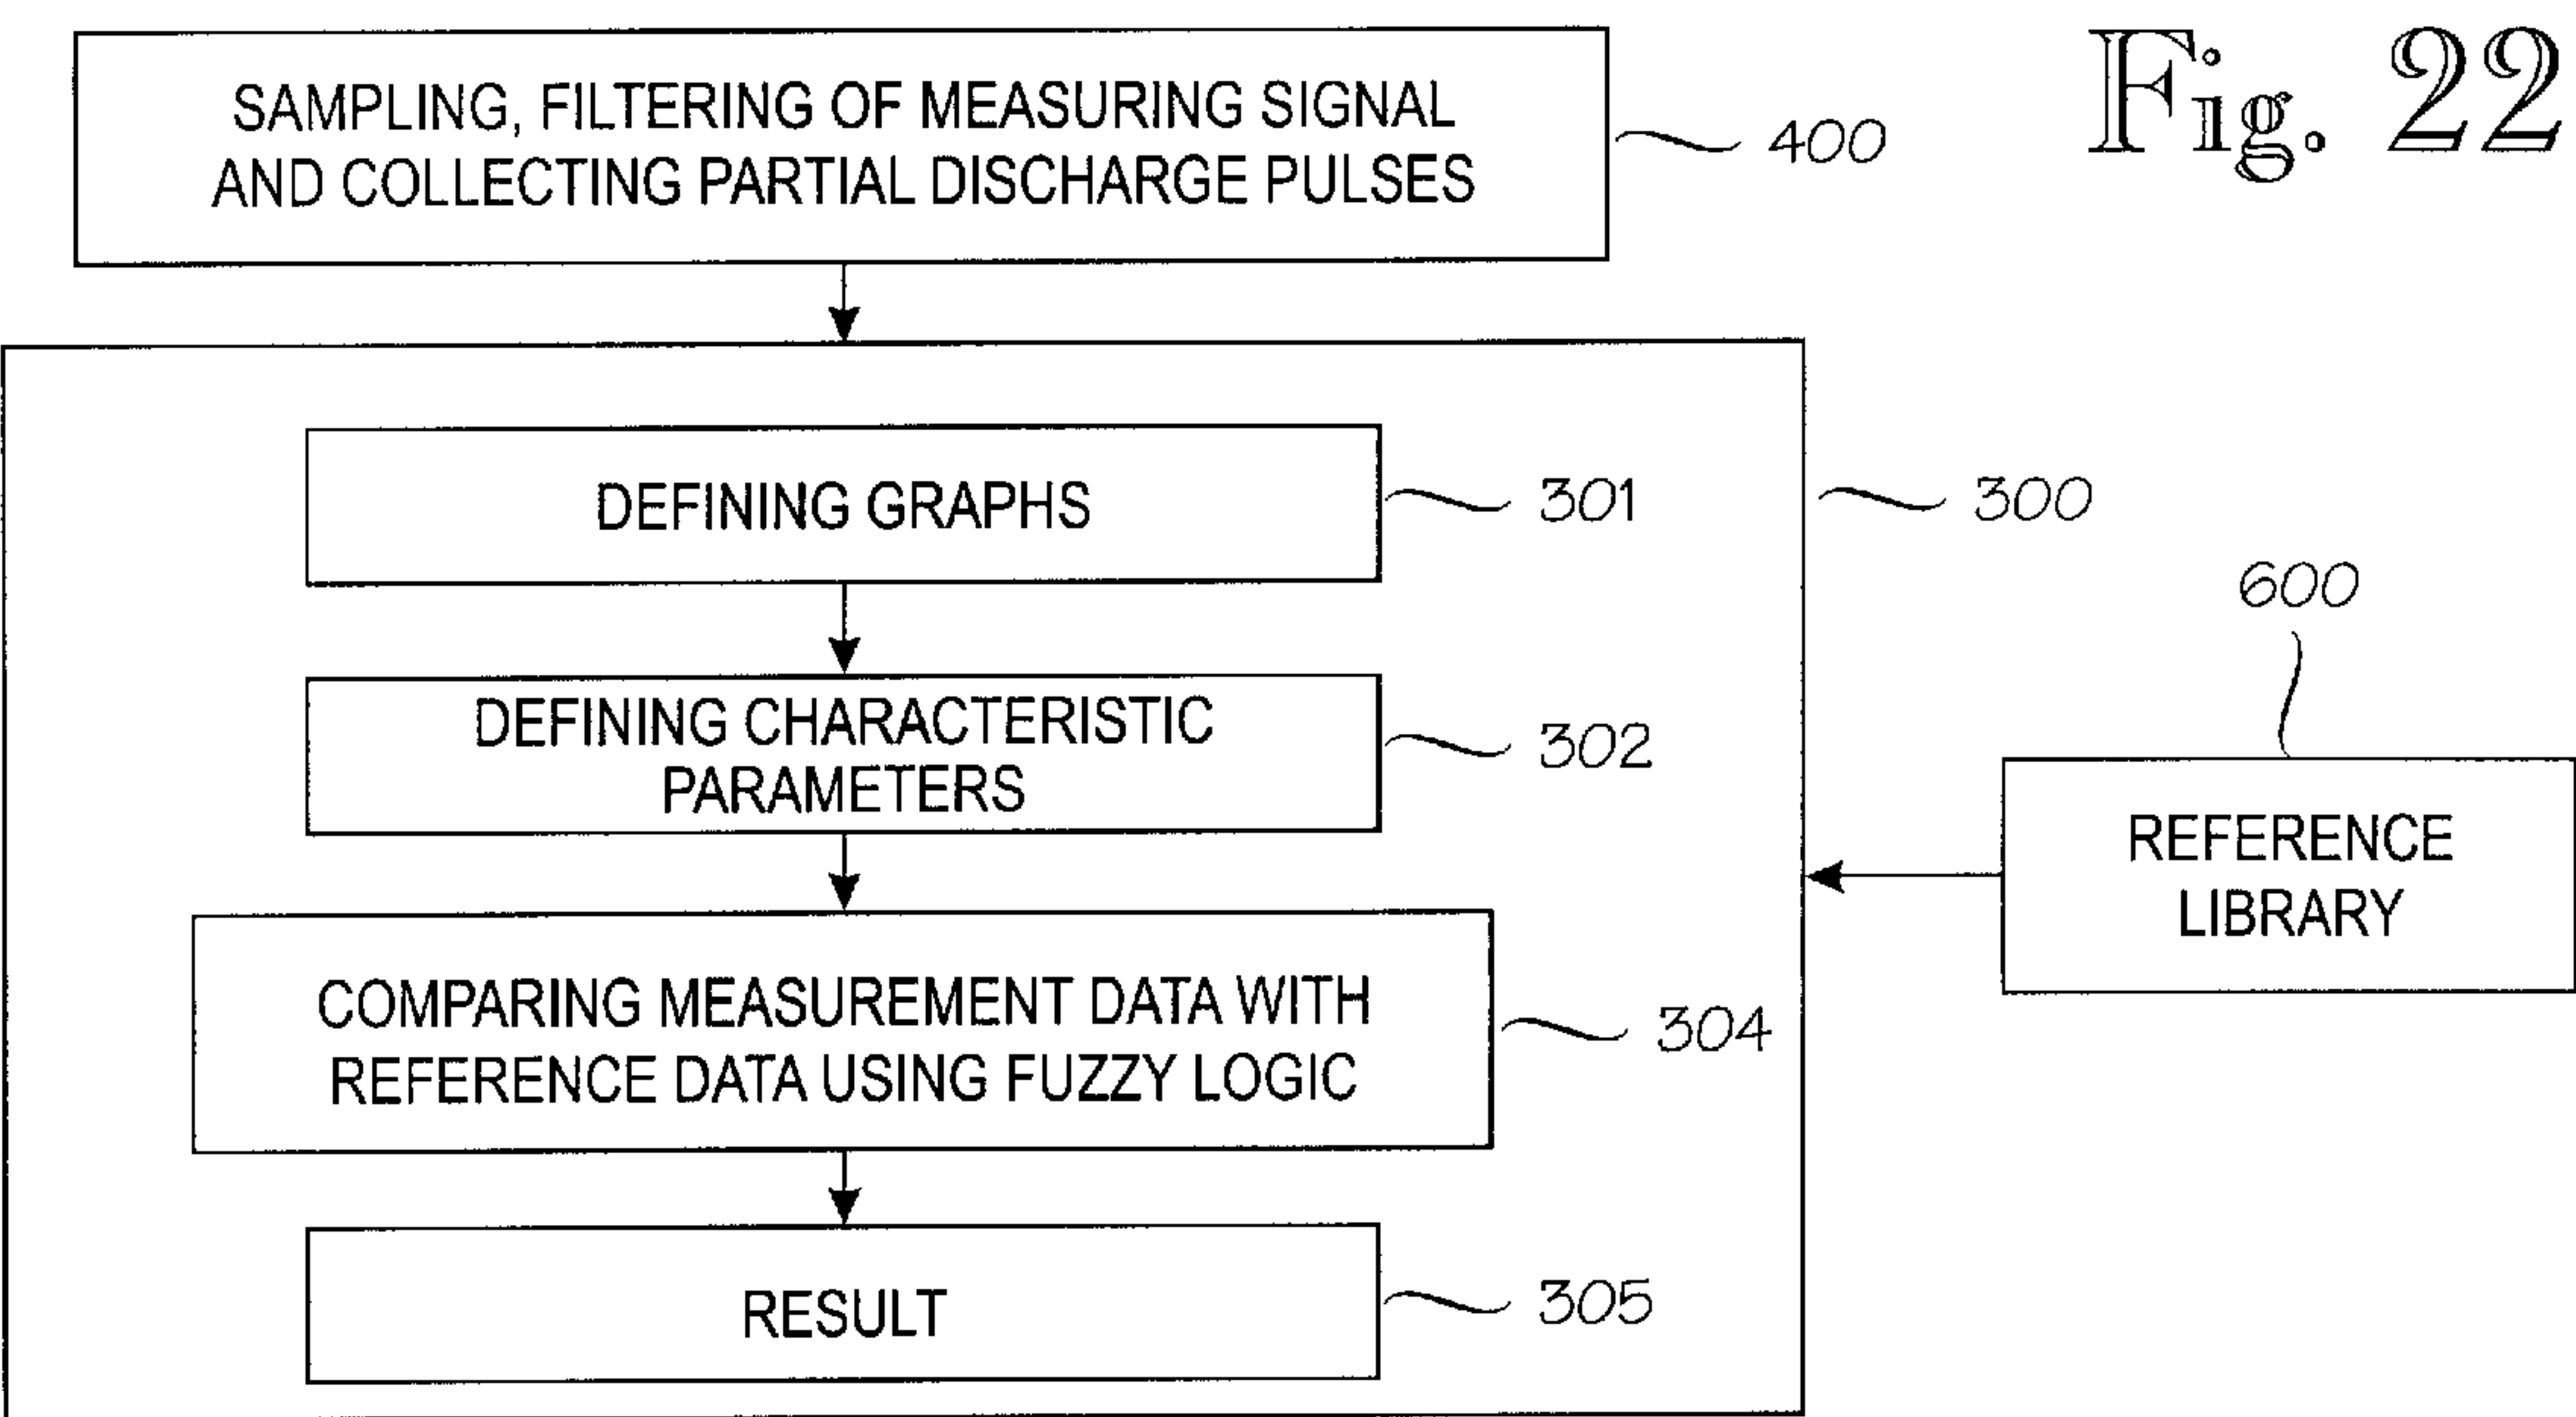 Fig. 22
SAMPLING, FILTERING OF MEASURING SIGNAL
AND COLLECTING PARTIAL DISCHARGE PULSES
400
DEFINING GRAPHS
301
300
DEFINING CHARACTERISTIC
PARAMETERS
302
600
REFERENCE
LIBRARY
COMPARING MEASUREMENT DATA WITH
REFERENCE DATA USING FUZZY LOGIC
304
RESULT
305